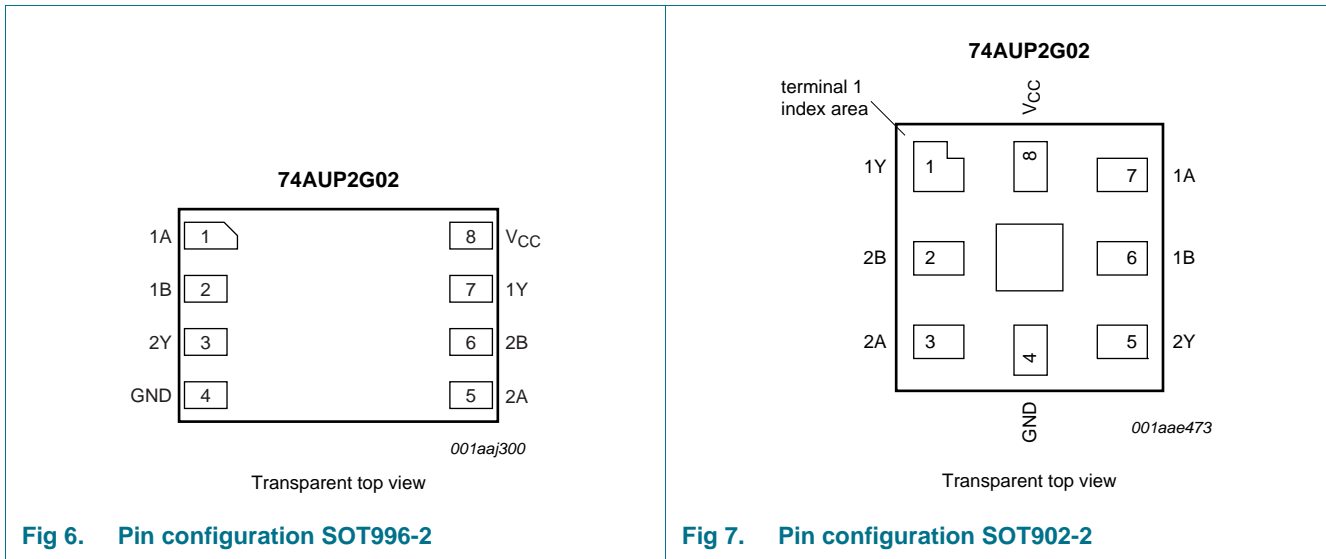 74AUP2G02
1A 1 8 VCC
1B 2 7 1Y
2Y 3 6 2B
GND 4 5 2A
001aaj300
Transparent top view
Fig 6. Pin configuration SOT996-2
74AUP2G02
terminal 1
index area
VCC
1Y 1 8 7 1A
2B 2 6 1B
2A 3 4 5 2Y
GND
001aae473
Transparent top view
Fig 7. Pin configuration SOT902-2